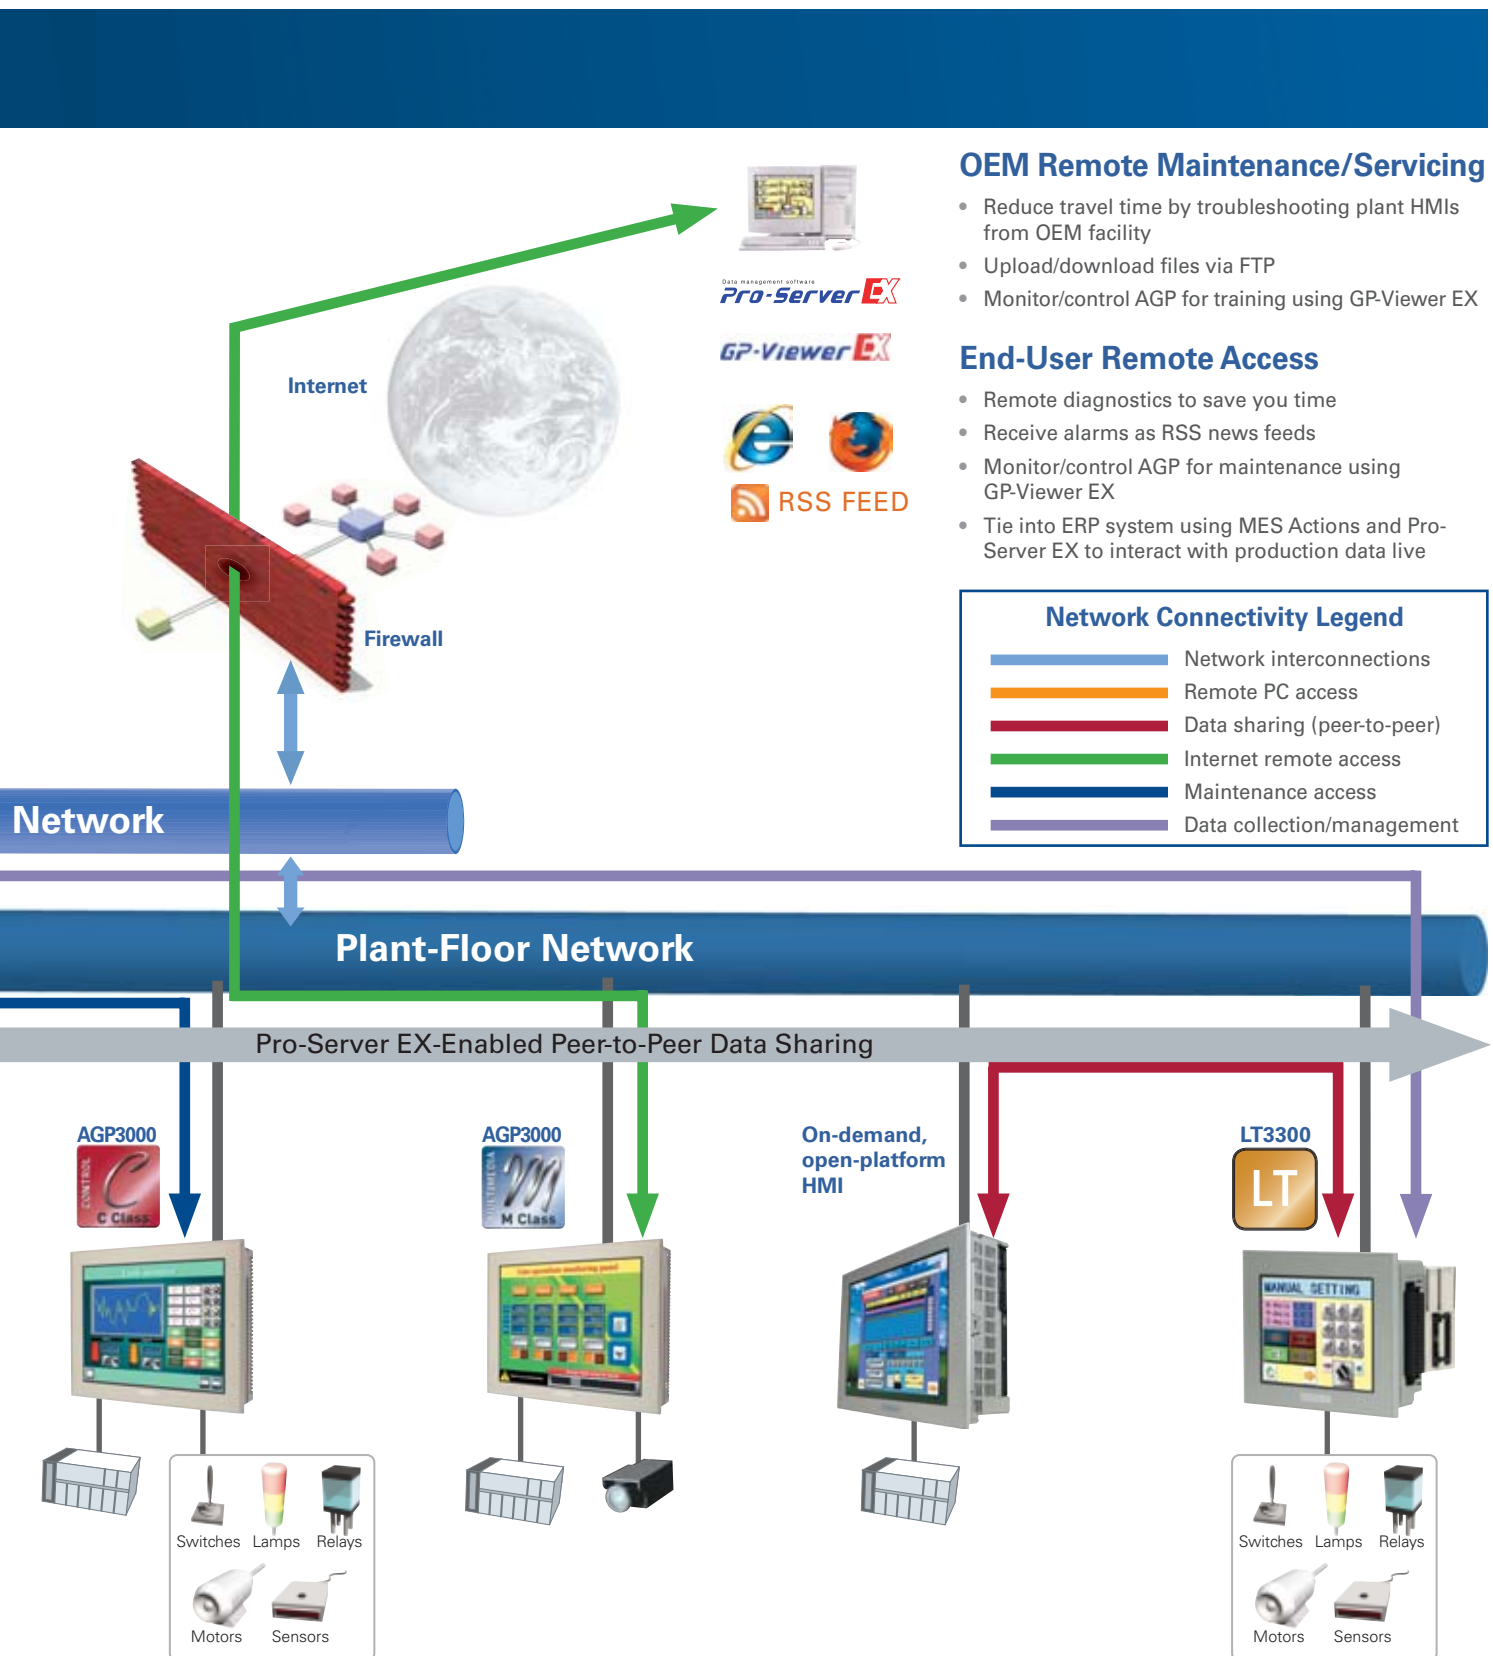 OEM Remote Maintenance/Servicing
• Reduce travel time by troubleshooting plant HMIs
from OEM facility
• Upload/download files via FTP
• Monitor/control AGP for training using GP-Viewer EX
Data management software
Pro-Server EX
GP-Viewer EX
RSS FEED
End-User Remote Access
• Remote diagnostics to save you time
• Receive alarms as RSS news feeds
• Monitor/control AGP for maintenance using
GP-Viewer EX
• Tie into ERP system using MES Actions and Pro-
Server EX to interact with production data live
Internet
Firewall
Network Connectivity Legend
Network interconnections
Remote PC access
Data sharing (peer-to-peer)
Internet remote access
Maintenance access
Data collection/management
Network
Plant-Floor Network
Pro-Server EX-Enabled Peer-to-Peer Data Sharing
AGP3000
CONTROL
C Class
AGP3000
MULTIMEDIA
M Class
On-demand,
open-platform
HMI
LT3300
LT
MANUAL SETTING
Switches
Lamps
Relays
Motors
Sensors
Switches
Lamps
Relays
Motors
Sensors